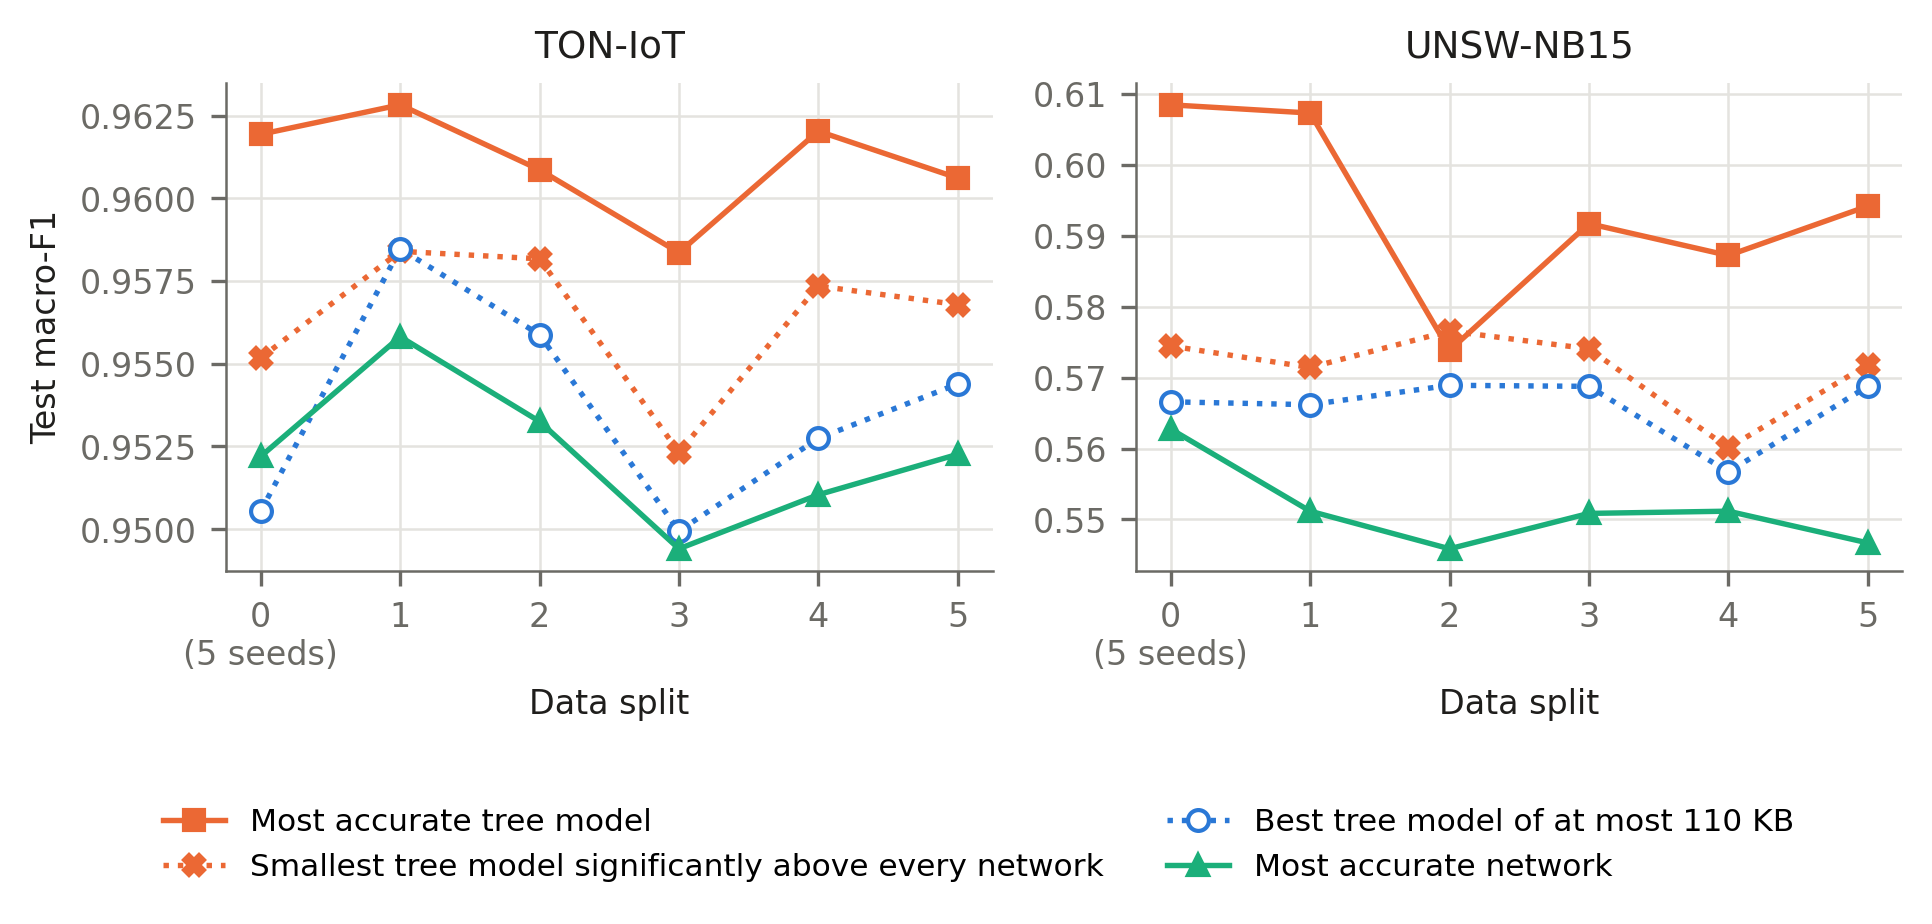 TON-IoT
Test macro-F1
0.9625
0.9600
0.9575
0.9550
0.9525
0.9500
0 1 2 3 4 5
(5 seeds)
Data split
UNSW-NB15
0.61
0.60
0.59
0.58
0.57
0.56
0.55
0 1 2 3 4 5
(5 seeds)
Data split
Most accurate tree model
Smallest tree model significantly above every network
Best tree model of at most 110 KB
Most accurate network